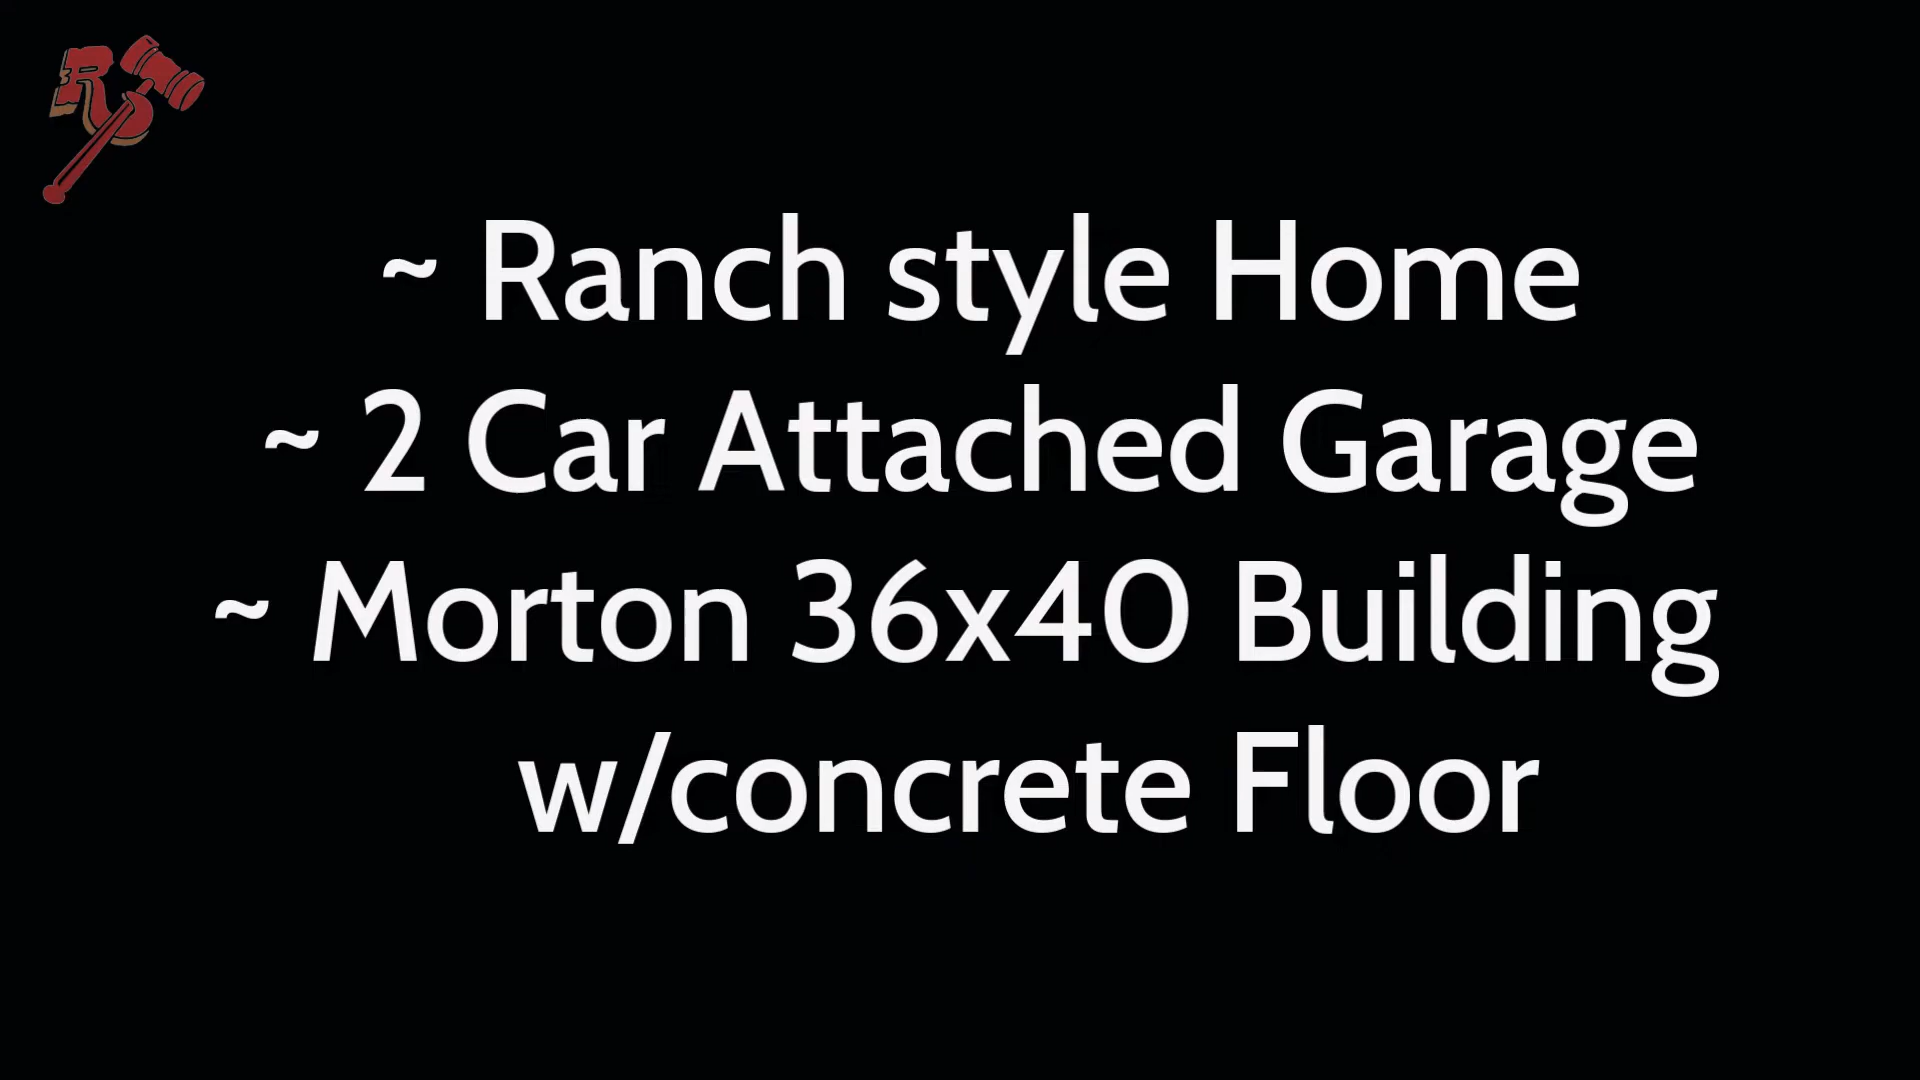 ~ Ranch style Home
~ 2 Car Attached Garage
~ Morton 36x40 Building
w/concrete Floor